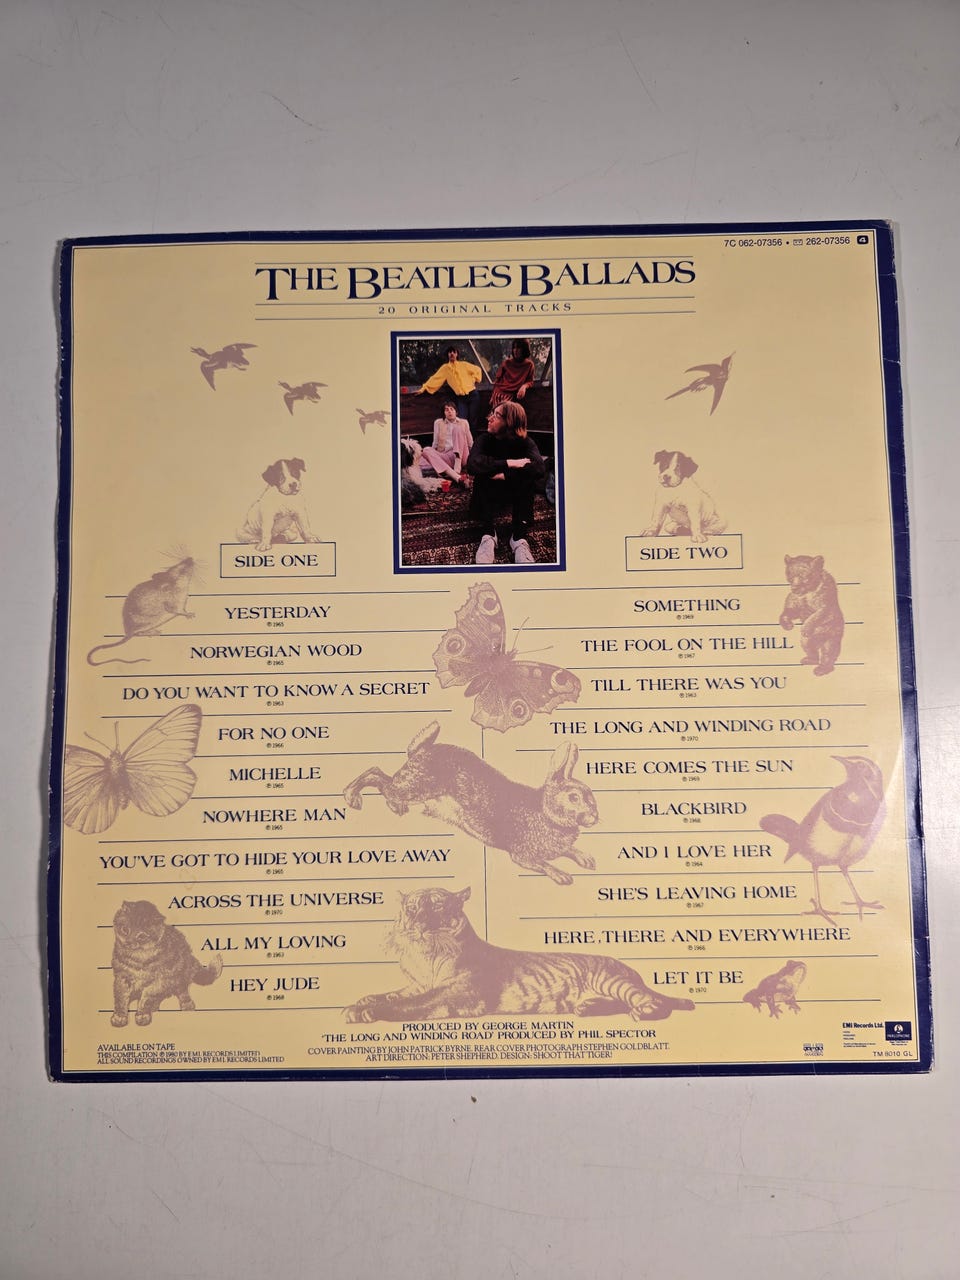 7C 062-07356 • 262-07356 4
THE BEATLES BALLADS
20 ORIGINAL TRACKS
SIDE ONE
YESTERDAY
℗ 1965
NORWEGIAN WOOD
℗ 1965
DO YOU WANT TO KNOW A SECRET
℗ 1963
FOR NO ONE
℗ 1966
MICHELLE
℗ 1965
NOWHERE MAN
℗ 1965
YOU'VE GOT TO HIDE YOUR LOVE AWAY
℗ 1965
ACROSS THE UNIVERSE
℗ 1970
ALL MY LOVING
℗ 1963
HEY JUDE
℗ 1968
SIDE TWO
SOMETHING
℗ 1969
THE FOOL ON THE HILL
℗ 1967
TILL THERE WAS YOU
℗ 1963
THE LONG AND WINDING ROAD
℗ 1970
HERE COMES THE SUN
℗ 1969
BLACKBIRD
℗ 1968
AND I LOVE HER
℗ 1964
SHE'S LEAVING HOME
℗ 1967
HERE, THERE AND EVERYWHERE
℗ 1966
LET IT BE
℗ 1970
PRODUCED BY GEORGE MARTIN
'THE LONG AND WINDING ROAD' PRODUCED BY PHIL SPECTOR
COVER PAINTING BY JOHN PATRICK BYRNE. REAR COVER PHOTOGRAPH STEPHEN GOLDBLATT.
ART DIRECTION: PETER SHEPHERD. DESIGN: SHOOT THAT TIGER!
AVAILABLE ON TAPE
THIS COMPILATION ℗ 1980 BY E.M.I. RECORDS LIMITED
ALL SOUND RECORDINGS OWNED BY E.M.I. RECORDS LIMITED
EMI Records Ltd.
PARLOPHONE
TM 8010 GL